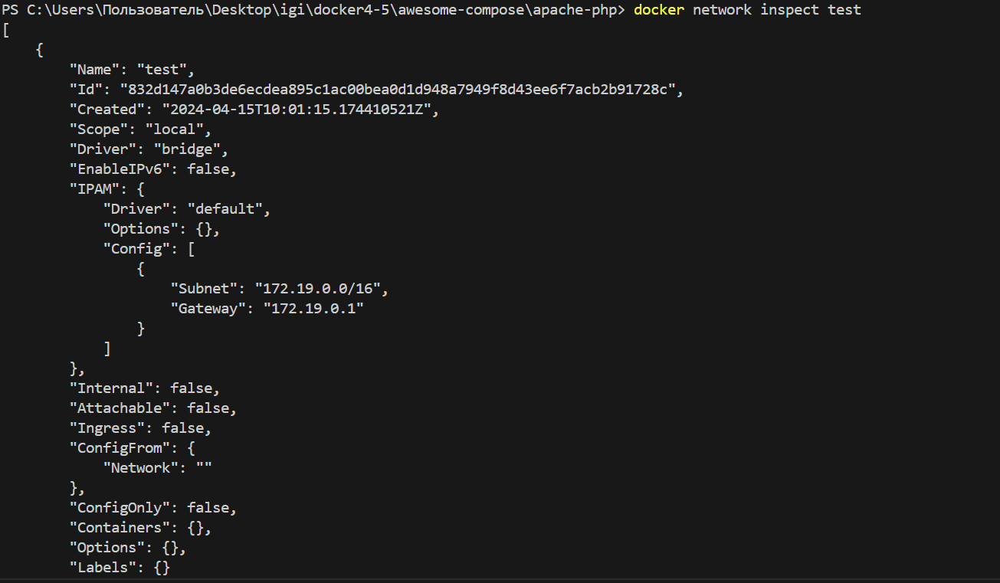 PS C:\Users\Пользователь\Desktop\igi\docker4-5\awesome-compose\apache-php> docker network inspect test
[
    {
        "Name": "test",
        "Id": "832d147a0b3de6ecdea895c1ac00bea0d1d948a7949f8d43ee6f7acb2b91728c",
        "Created": "2024-04-15T10:01:15.174410521Z",
        "Scope": "local",
        "Driver": "bridge",
        "EnableIPv6": false,
        "IPAM": {
            "Driver": "default",
            "Options": {},
            "Config": [
                {
                    "Subnet": "172.19.0.0/16",
                    "Gateway": "172.19.0.1"
                }
            ]
        },
        "Internal": false,
        "Attachable": false,
        "Ingress": false,
        "ConfigFrom": {
            "Network": ""
        },
        "ConfigOnly": false,
        "Containers": {},
        "Options": {},
        "Labels": {}